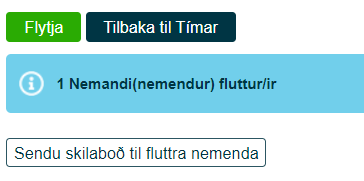 Flytja Tilbaka til Tímar
1 Nemandi(nemendur) fluttur/ir
Sendu skilaboð til fluttra nemenda